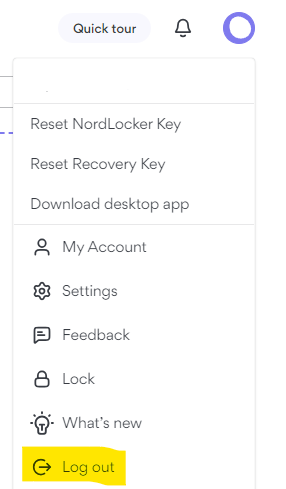 Quick tour
Reset NordLocker Key
Reset Recovery Key
Download desktop app
My Account
Settings
Feedback
Lock
What's new
Log out